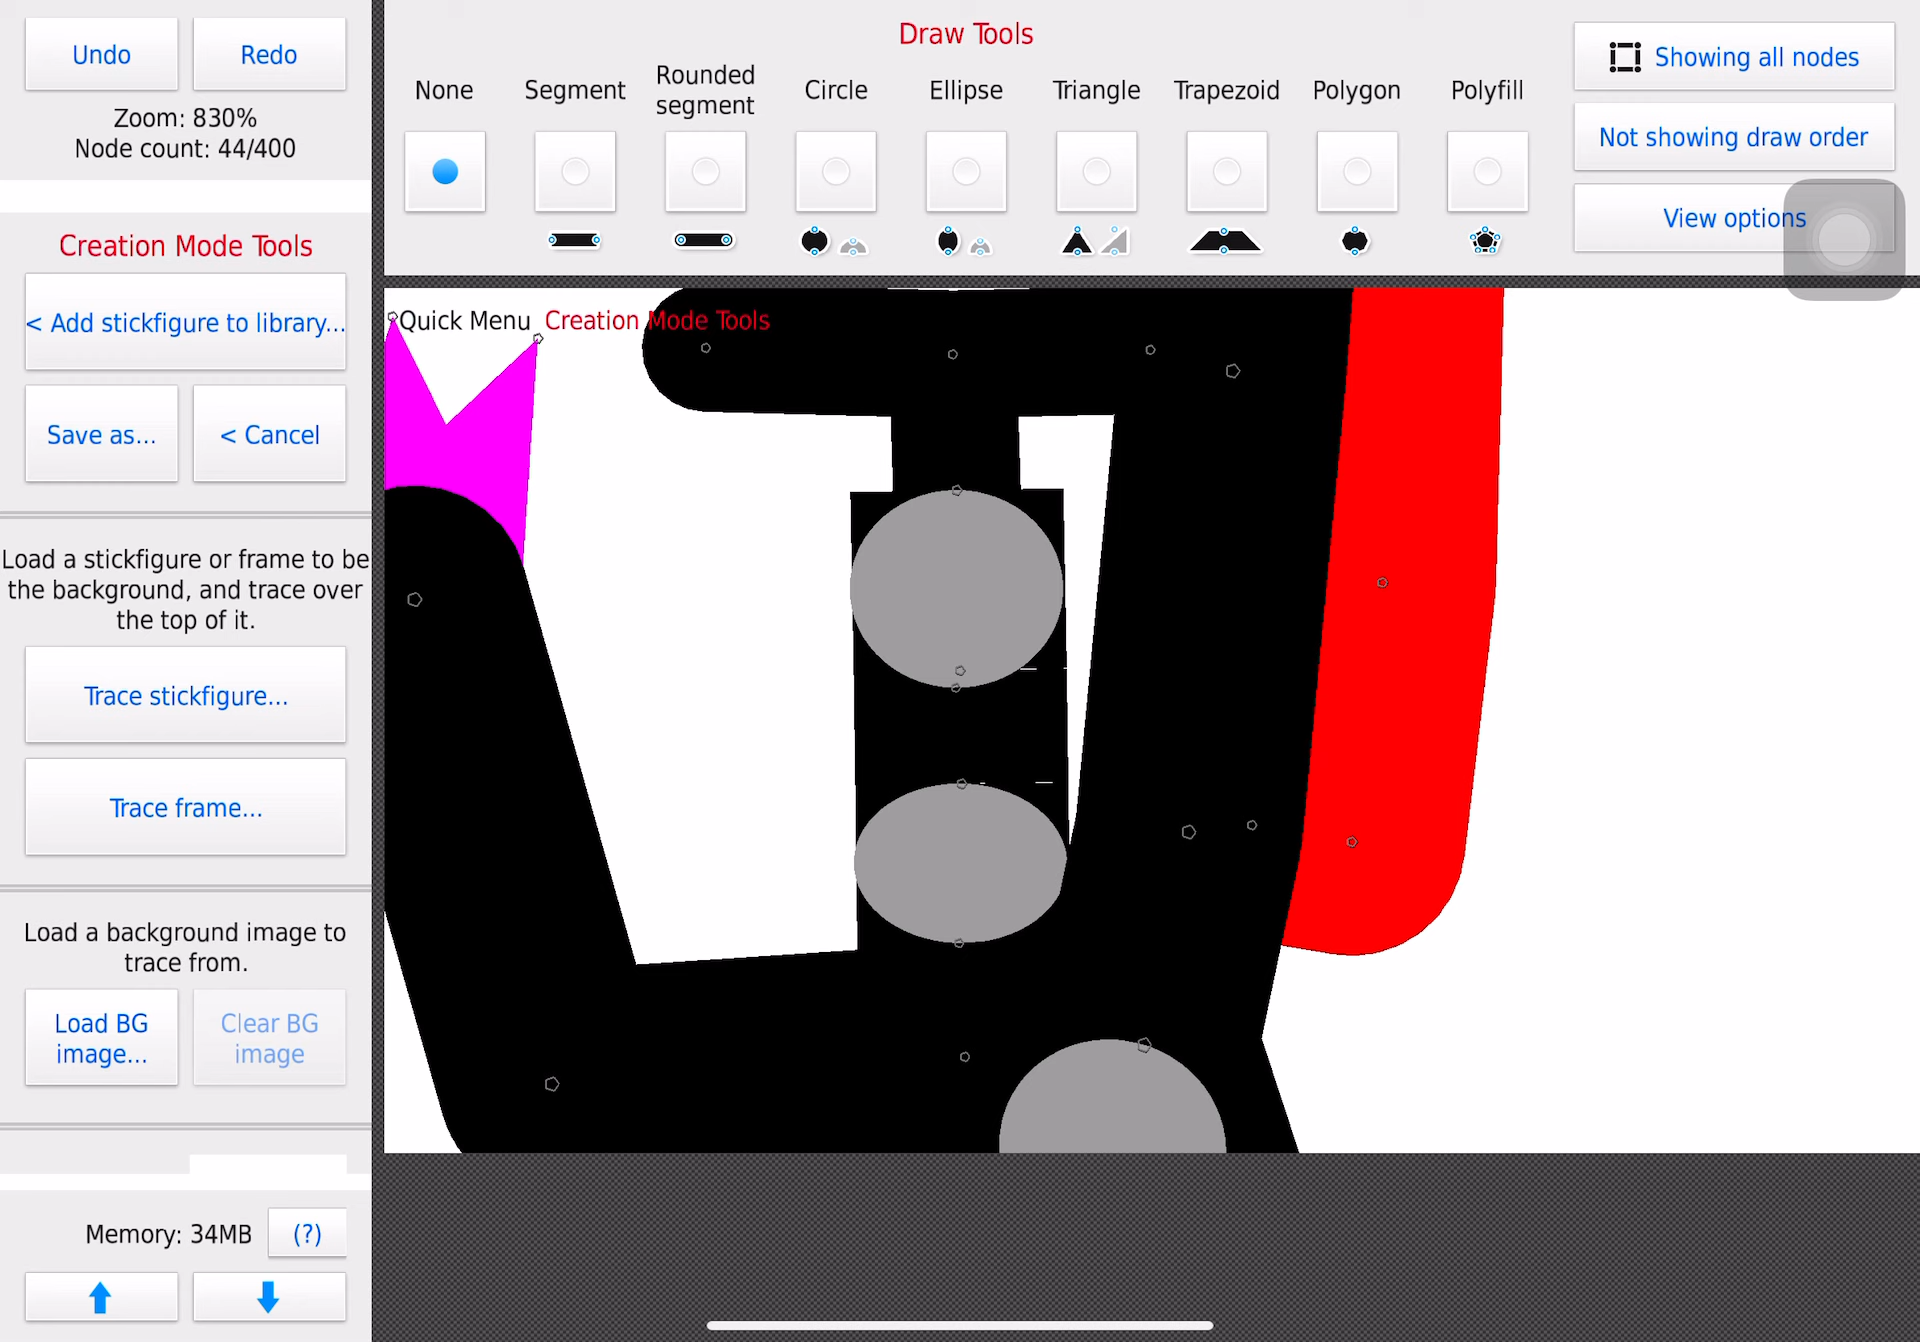 Undo
Redo
Zoom: 830%
Node count: 44/400
Creation Mode Tools
< Add stickfigure to library...
Save as...
< Cancel
Load a stickfigure or frame to be
the background, and trace over
the top of it.
Trace stickfigure...
Trace frame...
Load a background image to
trace from.
Load BG
image...
Clear BG
image
Memory: 34MB
(?)
Draw Tools
None
Segment
Rounded
segment
Circle
Ellipse
Triangle
Trapezoid
Polygon
Polyfill
Showing all nodes
Not showing draw order
View options
Quick Menu Creation Mode Tools